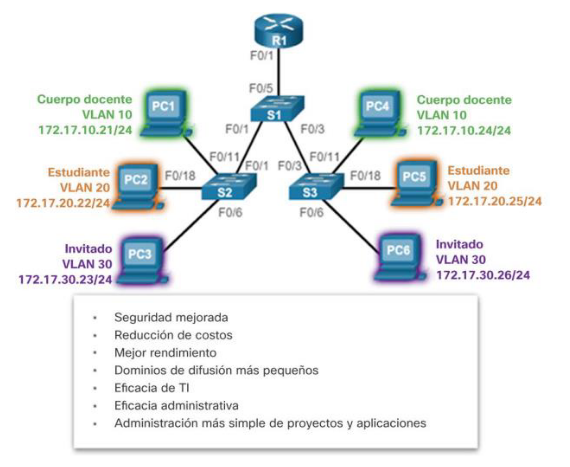 R1
F0/1
F0/5
S1
F0/1
F0/3
Cuerpo docente
VLAN 10
172.17.10.21/24
PC1
PC4
Cuerpo docente
VLAN 10
172.17.10.24/24
F0/11
F0/1
F0/3
F0/11
Estudiante
VLAN 20
172.17.20.22/24
PC2
F0/18
S2
S3
F0/18
PC5
Estudiante
VLAN 20
172.17.20.25/24
F0/6
F0/6
Invitado
VLAN 30
172.17.30.23/24
PC3
PC6
Invitado
VLAN 30
172.17.30.26/24
• Seguridad mejorada
• Reducción de costos
• Mejor rendimiento
• Dominios de difusión más pequeños
• Eficacia de TI
• Eficacia administrativa
• Administración más simple de proyectos y aplicaciones